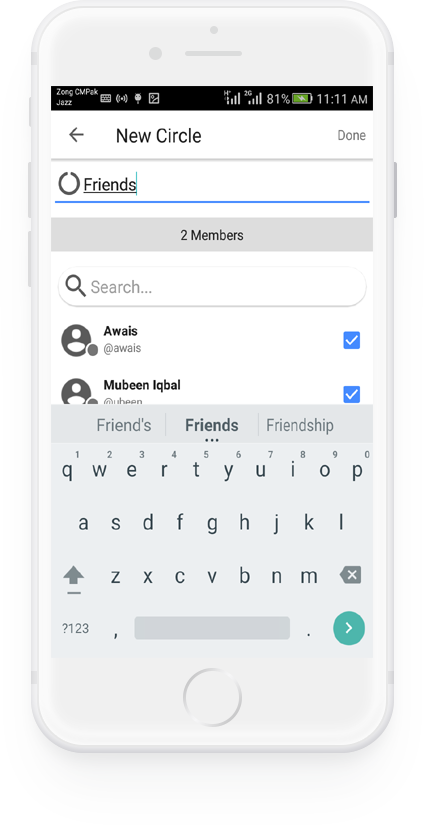 Zong CMPak
Jazz
H+ 2G 81% 11:11 AM
New Circle Done
Friends
2 Members
Search...
Awais
@awais
Mubeen Iqbal
@ubeen
Friend's Friends Friendship
1 2 3 4 5 6 7 8 9 0
q w e r t y u i o p
a s d f g h j k l
z x c v b n m
?123 , .